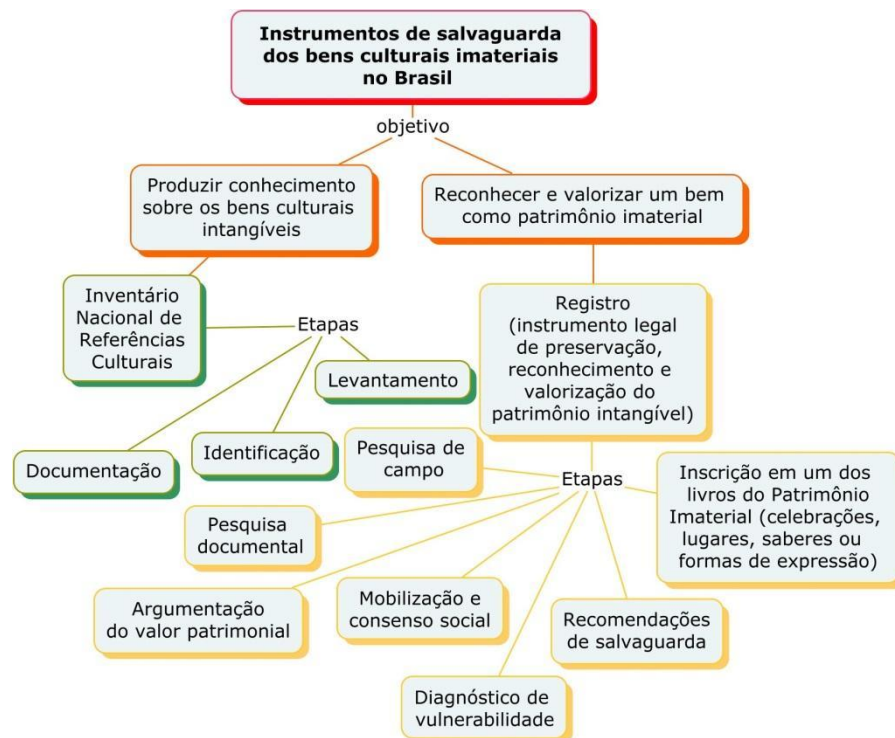 Instrumentos de salvaguarda
dos bens culturais imateriais
no Brasil
objetivo
Produzir conhecimento
sobre os bens culturais
intangíveis
Reconhecer e valorizar um bem
como patrimônio imaterial
Inventário
Nacional de
Referências
Culturais
Etapas
Levantamento
Identificação
Documentação
Registro
(instrumento legal
de preservação,
reconhecimento e
valorização do
patrimônio intangível)
Etapas
Pesquisa de
campo
Pesquisa
documental
Argumentação
do valor patrimonial
Mobilização e
consenso social
Diagnóstico de
vulnerabilidade
Recomendações
de salvaguarda
Inscrição em um dos
livros do Patrimônio
Imaterial (celebrações,
lugares, saberes ou
formas de expressão)